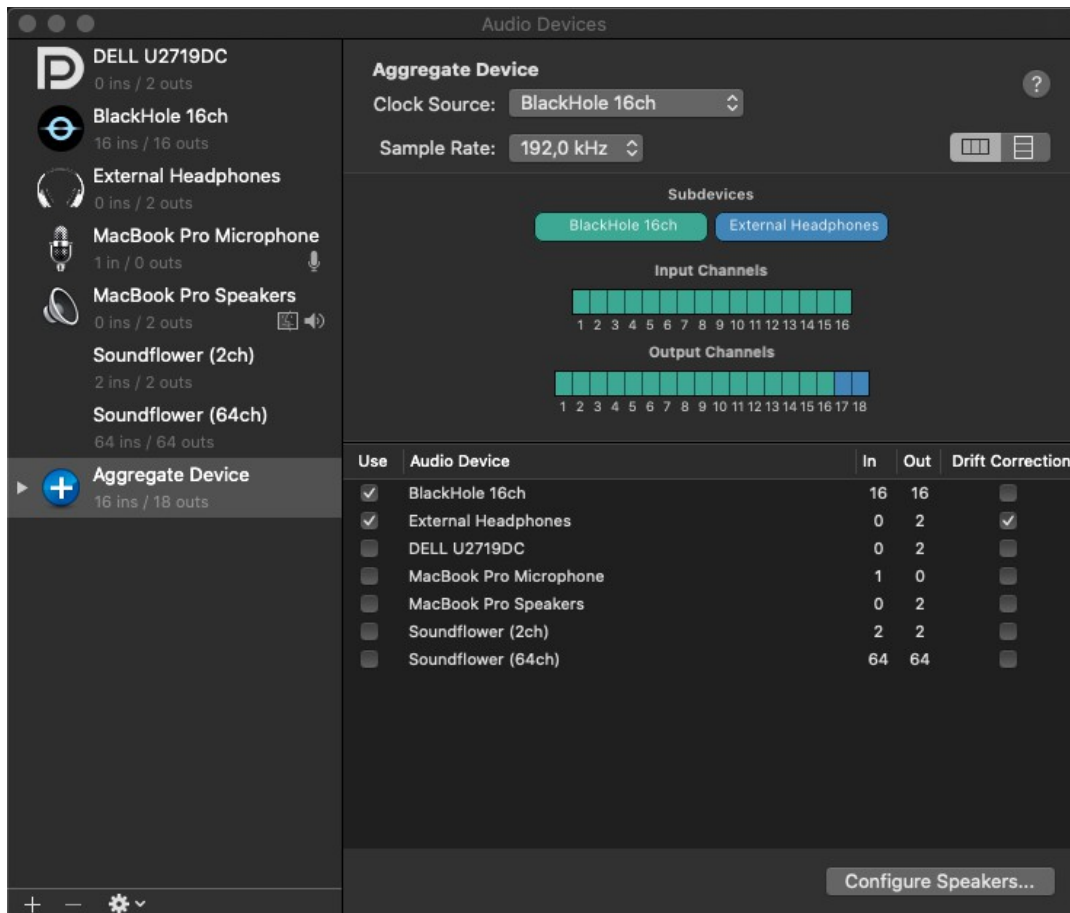 Audio Devices
DELL U2719DC
0 ins / 2 outs
BlackHole 16ch
16 ins / 16 outs
External Headphones
0 ins / 2 outs
MacBook Pro Microphone
1 in / 0 outs
MacBook Pro Speakers
0 ins / 2 outs
Soundflower (2ch)
2 ins / 2 outs
Soundflower (64ch)
64 ins / 64 outs
Aggregate Device
16 ins / 18 outs
Aggregate Device
?
Clock Source: BlackHole 16ch
Sample Rate: 192,0 kHz
Subdevices
BlackHole 16ch External Headphones
Input Channels
1 2 3 4 5 6 7 8 9 10 11 12 13 14 15 16
Output Channels
1 2 3 4 5 6 7 8 9 10 11 12 13 14 15 16 17 18
Use Audio Device In Out Drift Correction
BlackHole 16ch 16 16
External Headphones 0 2
DELL U2719DC 0 2
MacBook Pro Microphone 1 0
MacBook Pro Speakers 0 2
Soundflower (2ch) 2 2
Soundflower (64ch) 64 64
Configure Speakers...